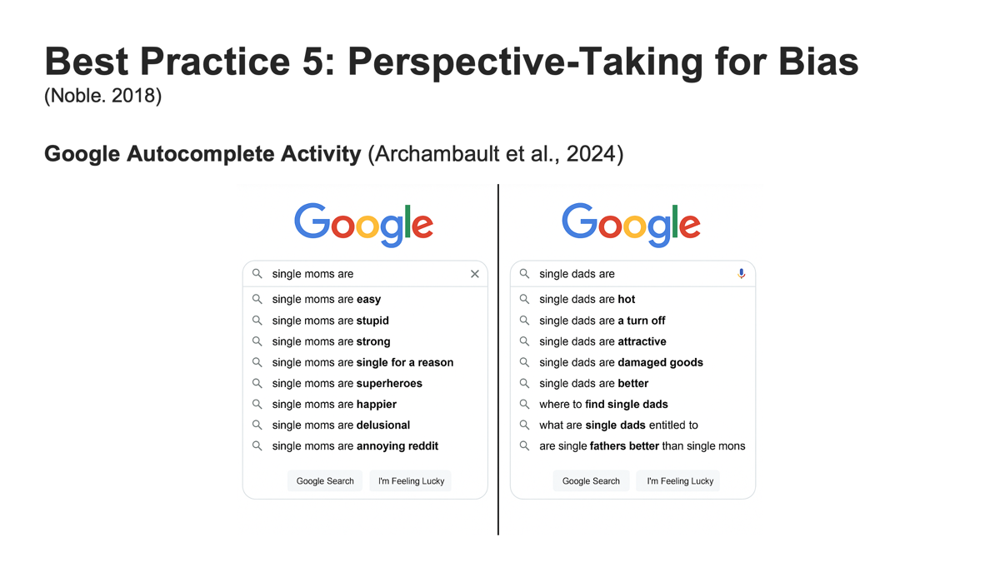 Best Practice 5: Perspective-Taking for Bias
(Noble. 2018)
Google Autocomplete Activity (Archambault et al., 2024)
Google
single moms are
single moms are easy
single moms are stupid
single moms are strong
single moms are single for a reason
single moms are superheroes
single moms are happier
single moms are delusional
single moms are annoying reddit
Google Search
I'm Feeling Lucky
Google
single dads are
single dads are hot
single dads are a turn off
single dads are attractive
single dads are damaged goods
single dads are better
where to find single dads
what are single dads entitled to
are single fathers better than single mons
Google Search
I'm Feeling Lucky